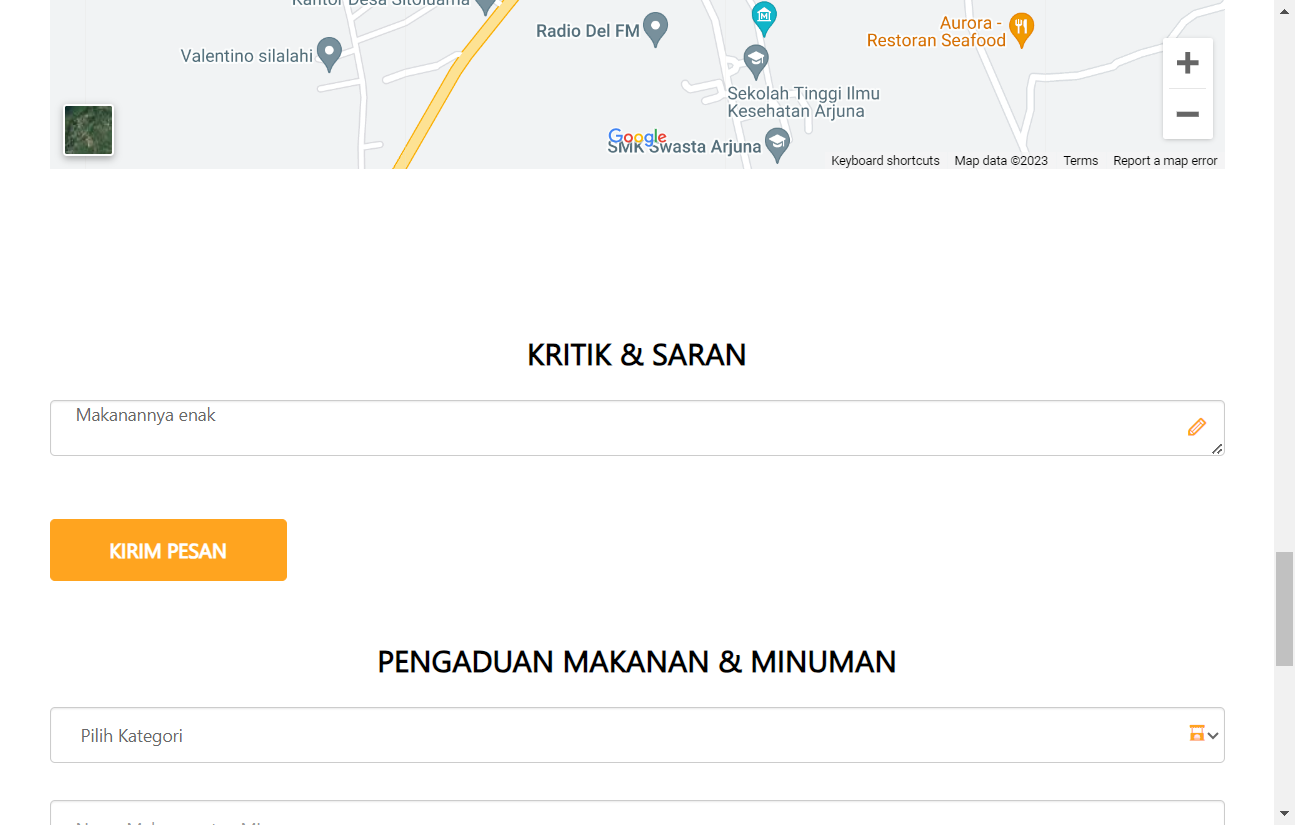 Kantor Desa Sitoluama
Radio Del FM
Aurora -
Restoran Seafood
Valentino silalahi
Sekolah Tinggi Ilmu
Kesehatan Arjuna
Google
SMK Swasta Arjuna
Keyboard shortcuts Map data ©2023 Terms Report a map error
KRITIK & SARAN
Makanannya enak
KIRIM PESAN
PENGADUAN MAKANAN & MINUMAN
Pilih Kategori